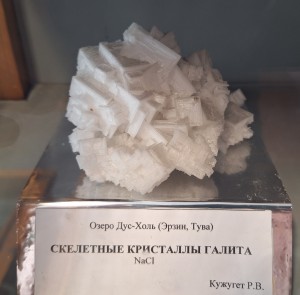 Озеро Дус-Холь (Эрзин, Тува)
СКЕЛЕТНЫЕ КРИСТАЛЛЫ ГАЛИТА
NaCl
Кужугет Р.В.